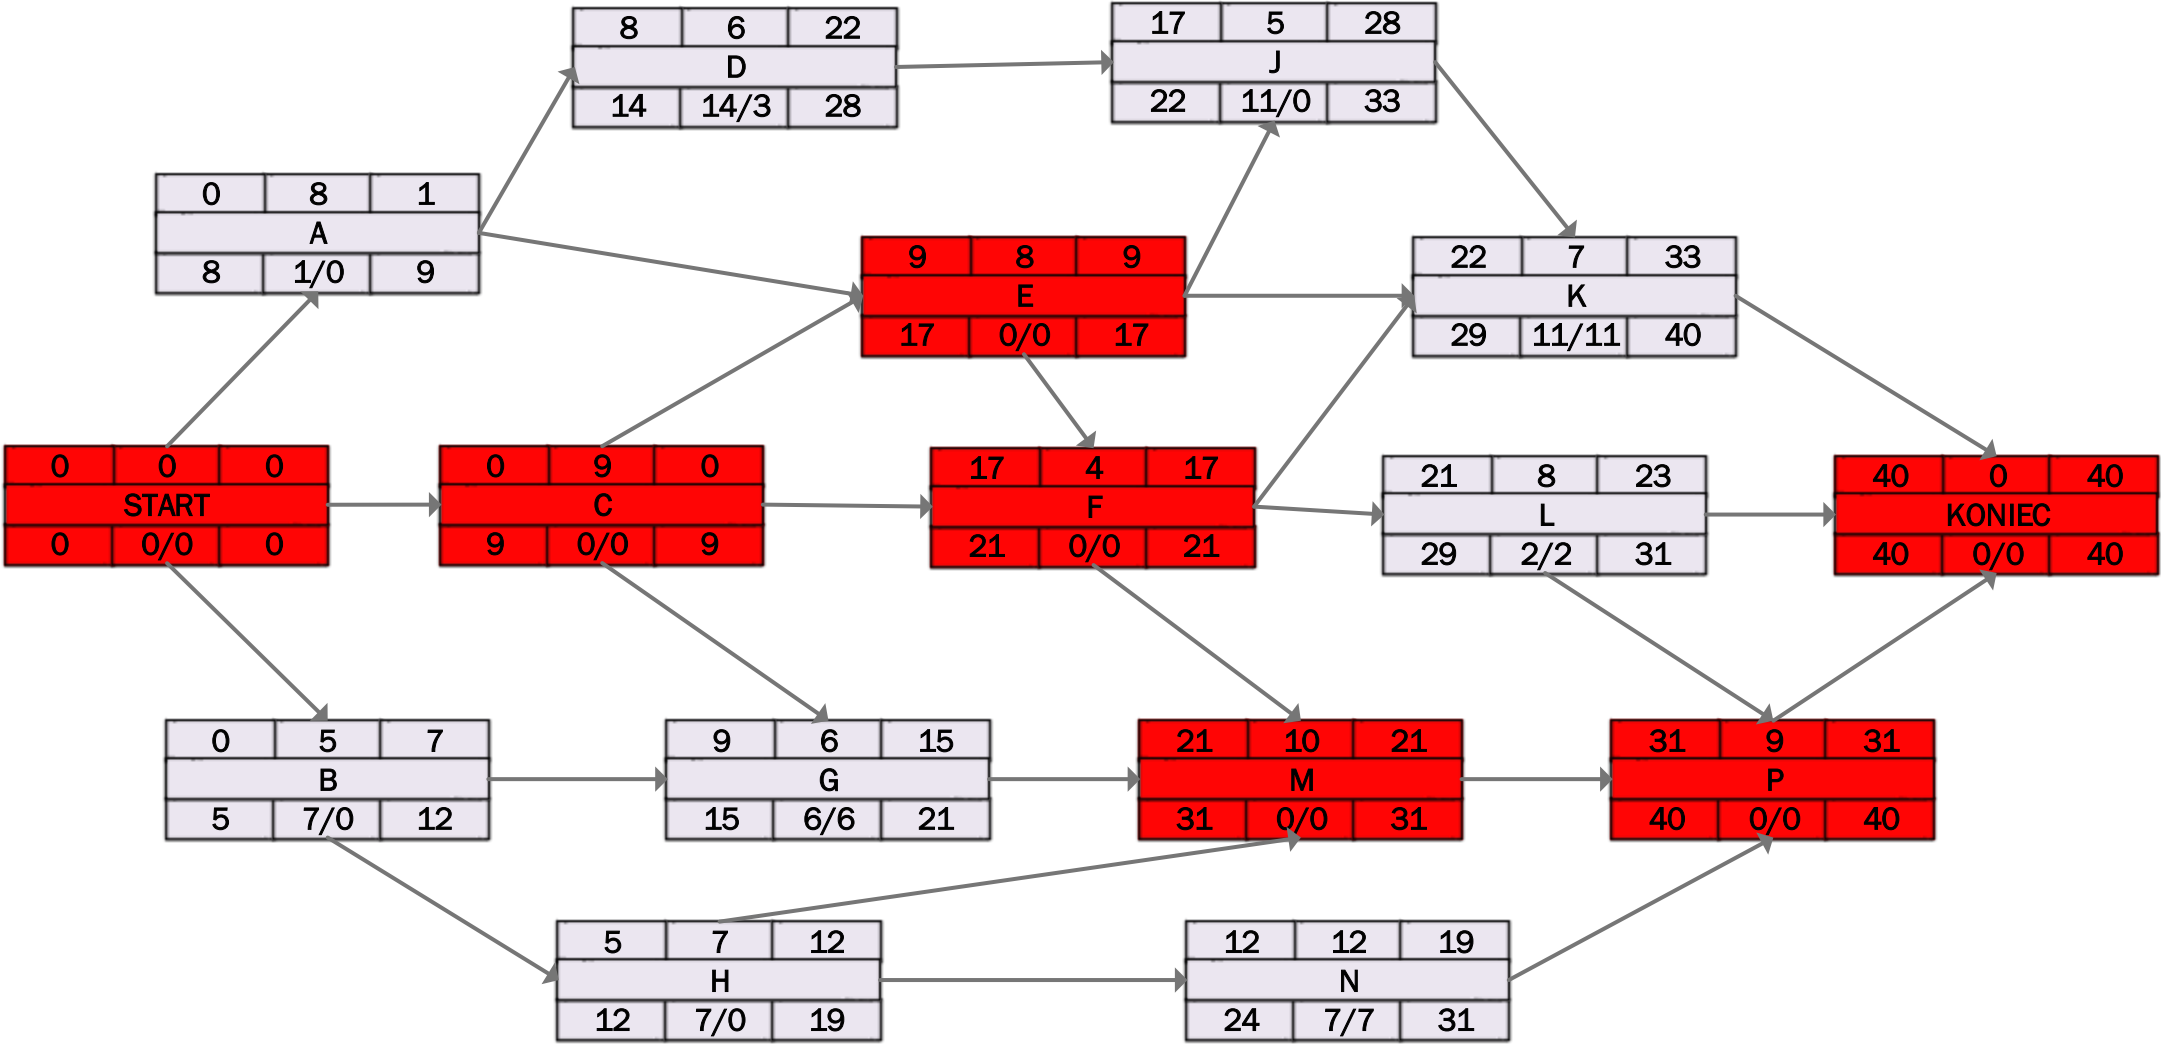 8 6 22
D
14 14/3 28
17 5 28
J
22 11/0 33
0 8 1
A
8 1/0 9
9 8 9
E
17 0/0 17
22 7 33
K
29 11/11 40
0 0 0
START
0 0/0 0
0 9 0
C
9 0/0 9
17 4 17
F
21 0/0 21
21 8 23
L
29 2/2 31
40 0 40
KONIEC
40 0/0 40
0 5 7
B
5 7/0 12
9 6 15
G
15 6/6 21
21 10 21
M
31 0/0 31
31 9 31
P
40 0/0 40
5 7 12
H
12 7/0 19
12 12 19
N
24 7/7 31